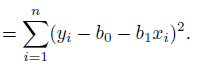 = \sum_{i=1}^{n} (y_i - b_0 - b_1 x_i)^2.